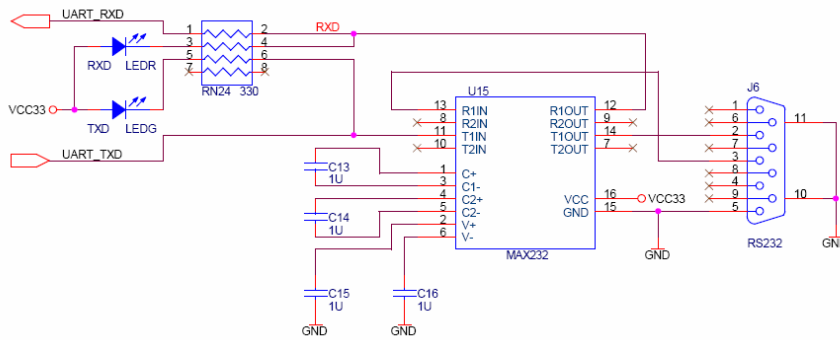 UART_RXD
1 2 RXD
3 4
5 6
7 8
RXD LEDR
RN24 330
VCC33
TXD LEDG
UART_TXD
U15
J6
13 R1IN R1OUT 12
8 R2IN R2OUT 9
11 T1IN T1OUT 14
10 T2IN T2OUT 7
1 C+
3 C1-
4 C2+
5 C2-
2 V+
6 V-
VCC 16 VCC33
GND 15
MAX232
C13
1U
C14
1U
C15
1U
C16
1U
GND
GND
GND
1
6
2
7
3
8
4
9
5
11
10
RS232
GND